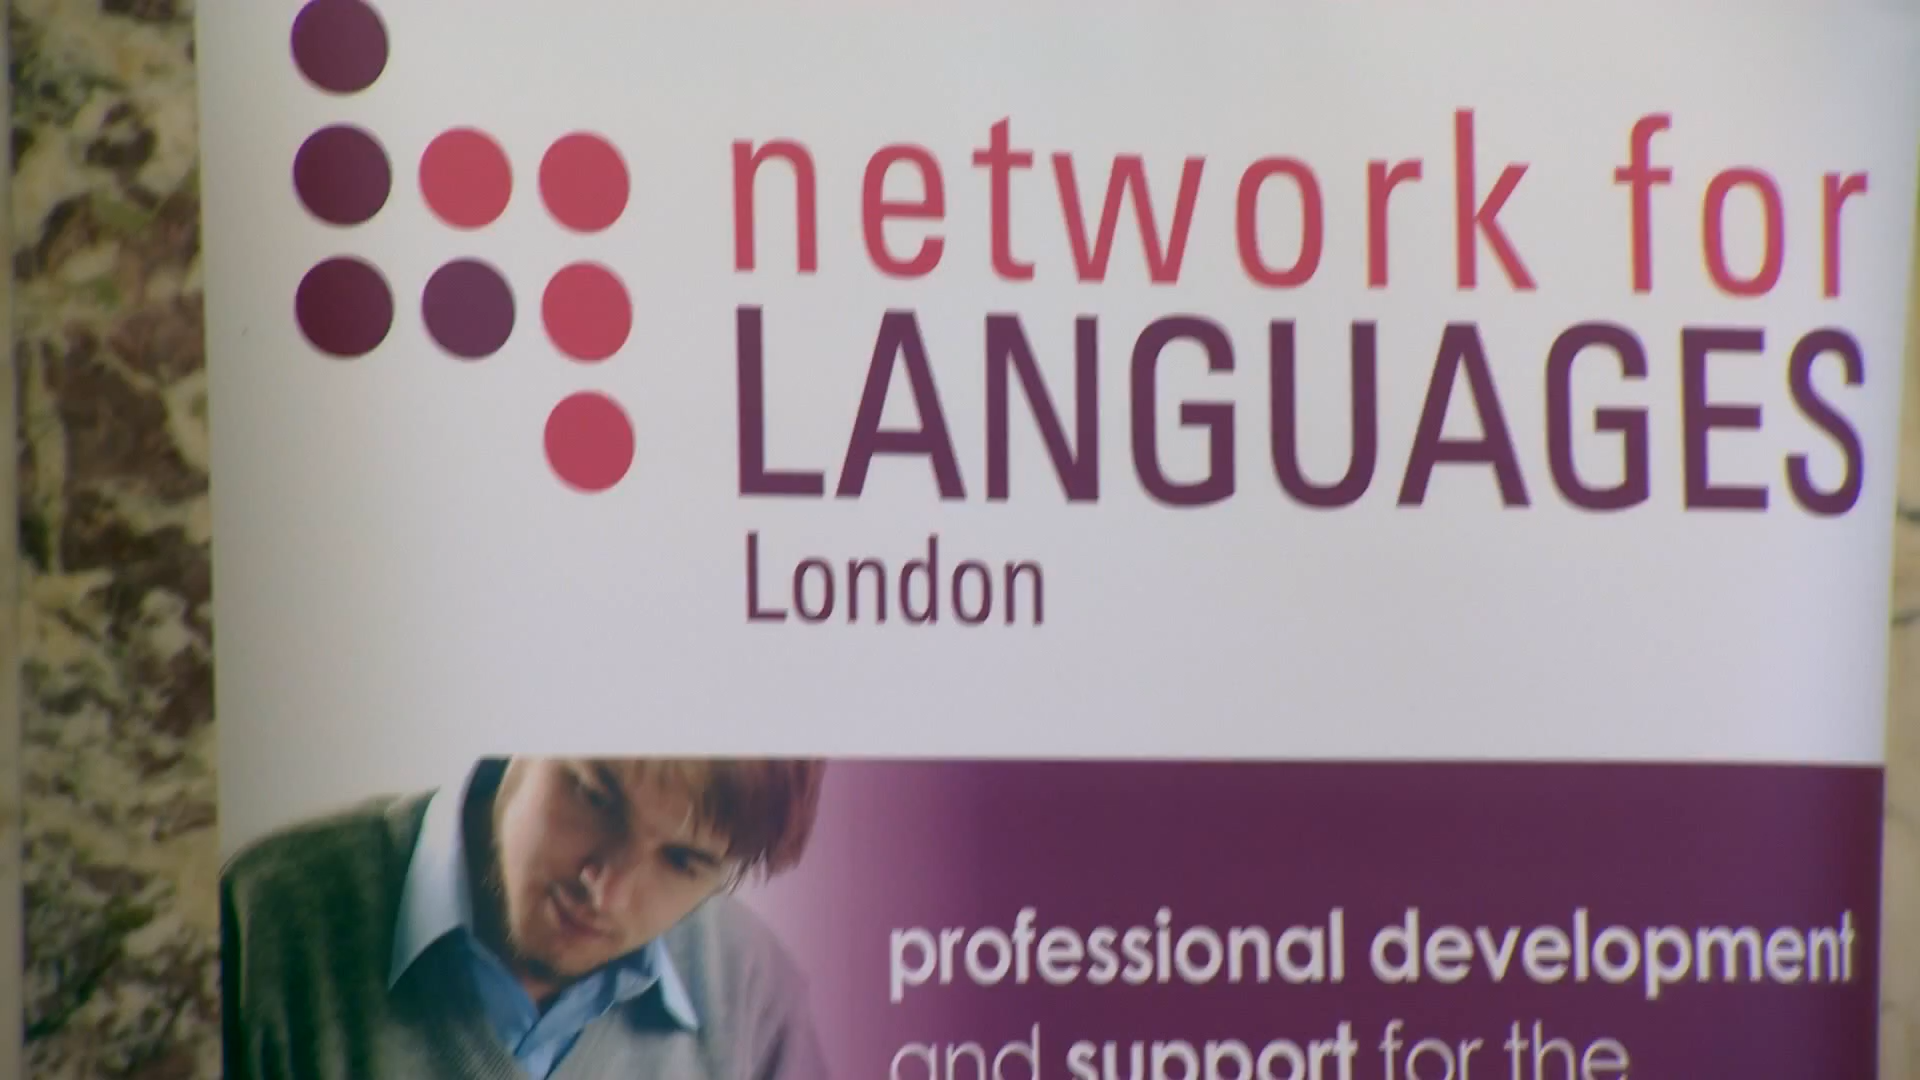 network for
LANGUAGES
London
professional development
and support for the